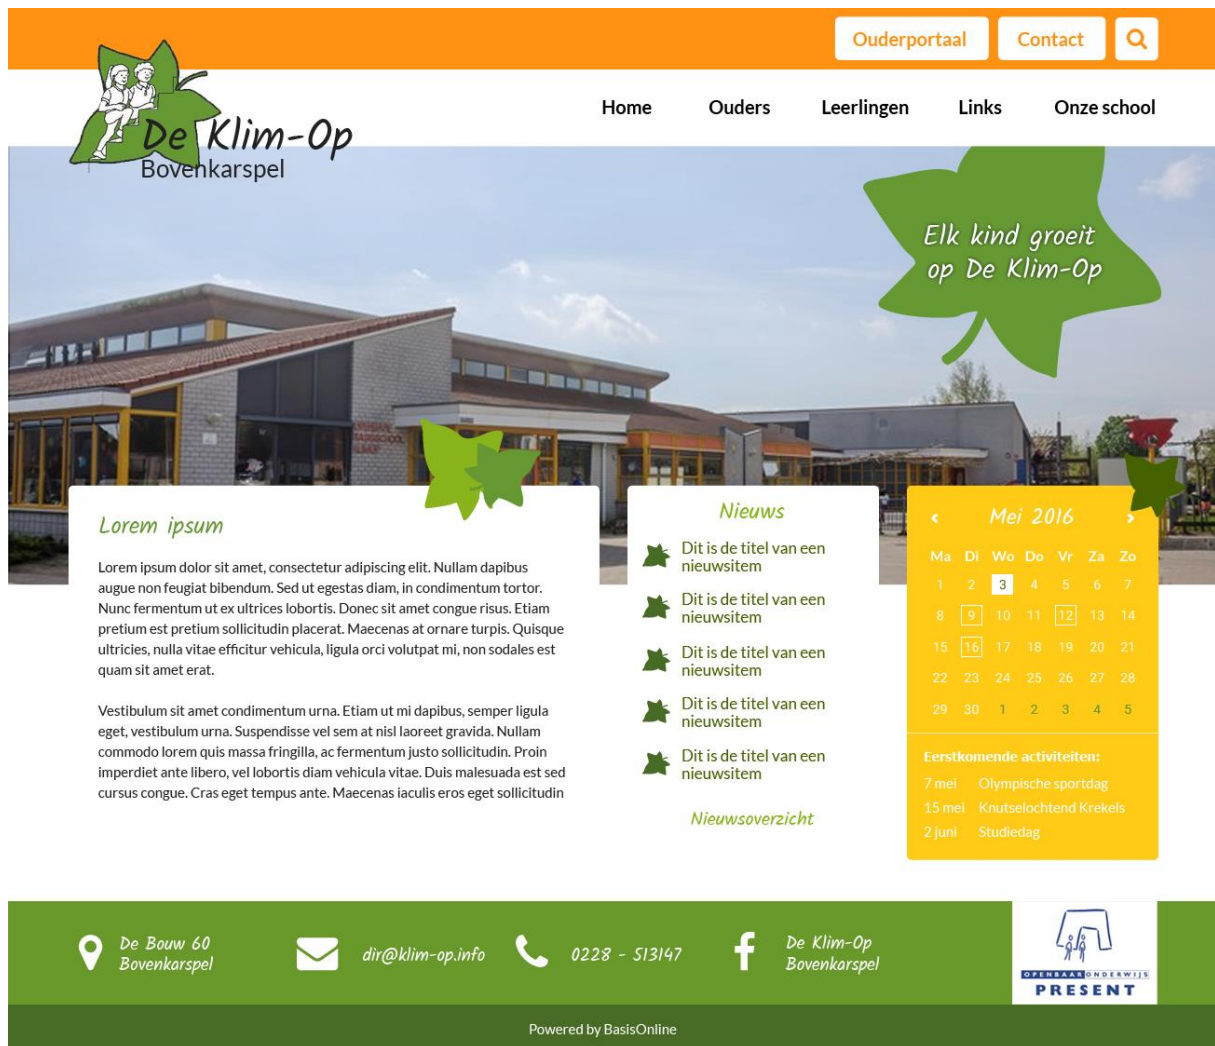 Ouderportaal
Contact
De Klim-Op
Bovenkarspel
Home
Ouders
Leerlingen
Links
Onze school
Elk kind groeit
op De Klim-Op
Lorem ipsum
Lorem ipsum dolor sit amet, consectetur adipiscing elit. Nullam dapibus
augue non feugiat bibendum. Sed ut egestas diam, in condimentum tortor.
Nunc fermentum ut ex ultrices lobortis. Donec sit amet congue risus. Etiam
pretium est pretium sollicitudin placerat. Maecenas at ornare turpis. Quisque
ultricies, nulla vitae efficitur vehicula, ligula orci volutpat mi, non sodales est
quam sit amet erat.
Vestibulum sit amet condimentum urna. Etiam ut mi dapibus, semper ligula
eget, vestibulum urna. Suspendisse vel sem at nisl laoreet gravida. Nullam
commodo lorem quis massa fringilla, ac fermentum justo sollicitudin. Proin
imperdiet ante libero, vel lobortis diam vehicula vitae. Duis malesuada est sed
cursus congue. Cras eget tempus ante. Maecenas iaculis eros eget sollicitudin
Nieuws
Dit is de titel van een
nieuwsitem
Dit is de titel van een
nieuwsitem
Dit is de titel van een
nieuwsitem
Dit is de titel van een
nieuwsitem
Dit is de titel van een
nieuwsitem
Nieuwsoverzicht
Mei 2016
Ma Di Wo Do Vr Za Zo
1 2 3 4 5 6 7
8 9 10 11 12 13 14
15 16 17 18 19 20 21
22 23 24 25 26 27 28
29 30 1 2 3 4 5
Eerstkomende activiteiten:
7 mei Olympische sportdag
15 mei Knutselochtend Krekels
2 juni Studiedag
De Bouw 60
Bovenkarspel
dir@klim-op.info
0228 - 513147
De Klim-Op
Bovenkarspel
OPENBAAR ONDERWIJS
PRESENT
Powered by BasisOnline